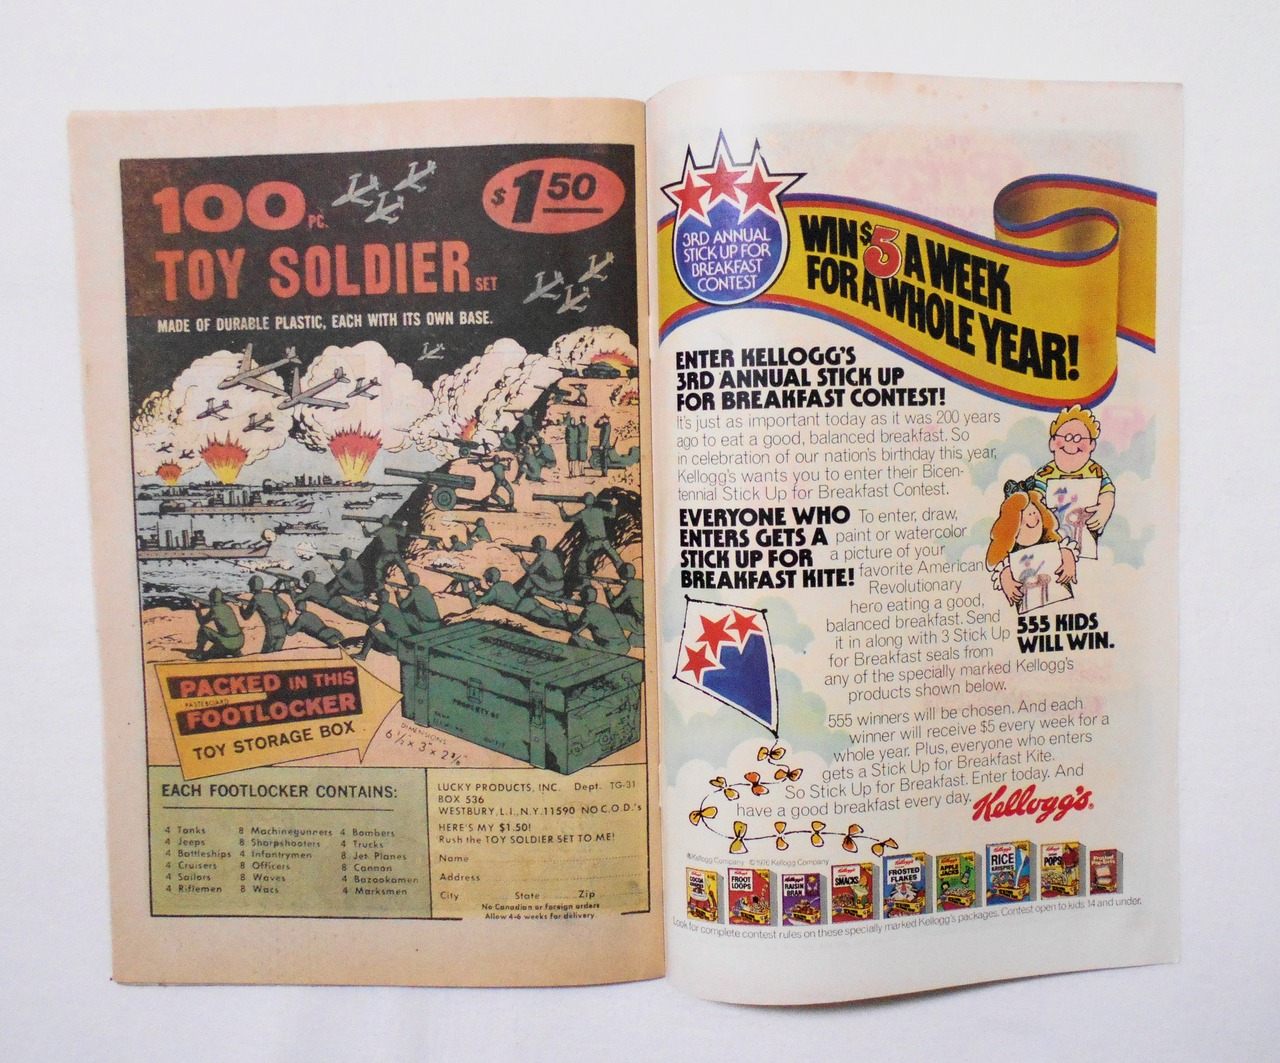 100 PC.
$1.50
TOY SOLDIER SET
MADE OF DURABLE PLASTIC, EACH WITH ITS OWN BASE.
PACKED IN THIS
PASTEBOARD
FOOTLOCKER
TOY STORAGE BOX
DIMENSIONS
PROPERTY OF
EACH FOOTLOCKER CONTAINS:
4 Tanks
4 Jeeps
4 Battleships
4 Cruisers
4 Sailors
4 Riflemen
8 Machinegunners
8 Sharpshooters
4 Infantrymen
8 Officers
8 Waves
8 Wacs
4 Bombers
4 Trucks
8 Jet Planes
8 Cannon
4 Bazookamen
4 Marksmen
LUCKY PRODUCTS, INC. Dept. TG-31
BOX 536
WESTBURY, L.I., N.Y. 11590 NO C.O.D.'s
HERE'S MY $1.50!
Rush the TOY SOLDIER SET TO ME!
Name
Address
City State Zip
No Canadian or foreign orders
Allow 4-6 weeks for delivery
3RD ANNUAL
STICK UP FOR
BREAKFAST
CONTEST
WIN $5 A WEEK
FOR A WHOLE YEAR!
ENTER KELLOGG'S
3RD ANNUAL STICK UP
FOR BREAKFAST CONTEST!
It's just as important today as it was 200 years
ago to eat a good, balanced breakfast. So
in celebration of our nation's birthday this year,
Kellogg's wants you to enter their Bicen-
tennial Stick Up for Breakfast Contest.
EVERYONE WHO
ENTERS GETS A
STICK UP FOR
BREAKFAST KITE!
To enter, draw,
paint or watercolor
a picture of your
favorite American
Revolutionary
hero eating a good,
balanced breakfast. Send
it in along with 3 Stick Up
for Breakfast seals from
any of the specially marked Kellogg's
products shown below.
555 KIDS
WILL WIN.
555 winners will be chosen. And each
winner will receive $5 every week for a
whole year. Plus, everyone who enters
gets a Stick Up for Breakfast Kite.
So Stick Up for Breakfast. Enter today. And
have a good breakfast every day.
Kellogg's®
® Kellogg Company © 1976 Kellogg Company
FROOT LOOPS
RAISIN BRAN
SMACKS
FROSTED FLAKES
APPLE JACKS
RICE KRISPIES
POPS
Look for complete contest rules on these specially marked Kellogg's packages. Contest open to kids 14 and under.